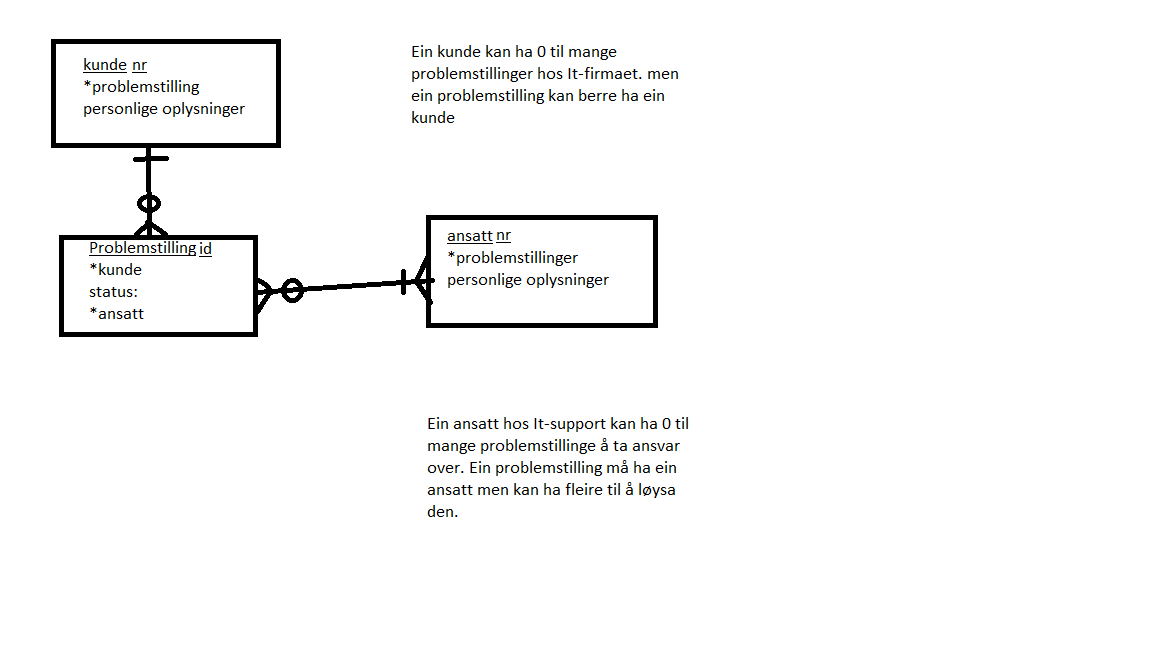 kunde nr
*problemstilling
personlige oplysninger
Ein kunde kan ha 0 til mange
problemstillinger hos It-firmaet. men
ein problemstilling kan berre ha ein
kunde
Problemstilling id
*kunde
status:
*ansatt
ansatt nr
*problemstillinger
personlige oplysninger
Ein ansatt hos It-support kan ha 0 til
mange problemstillinge å ta ansvar
over. Ein problemstilling må ha ein
ansatt men kan ha fleire til å løysa
den.